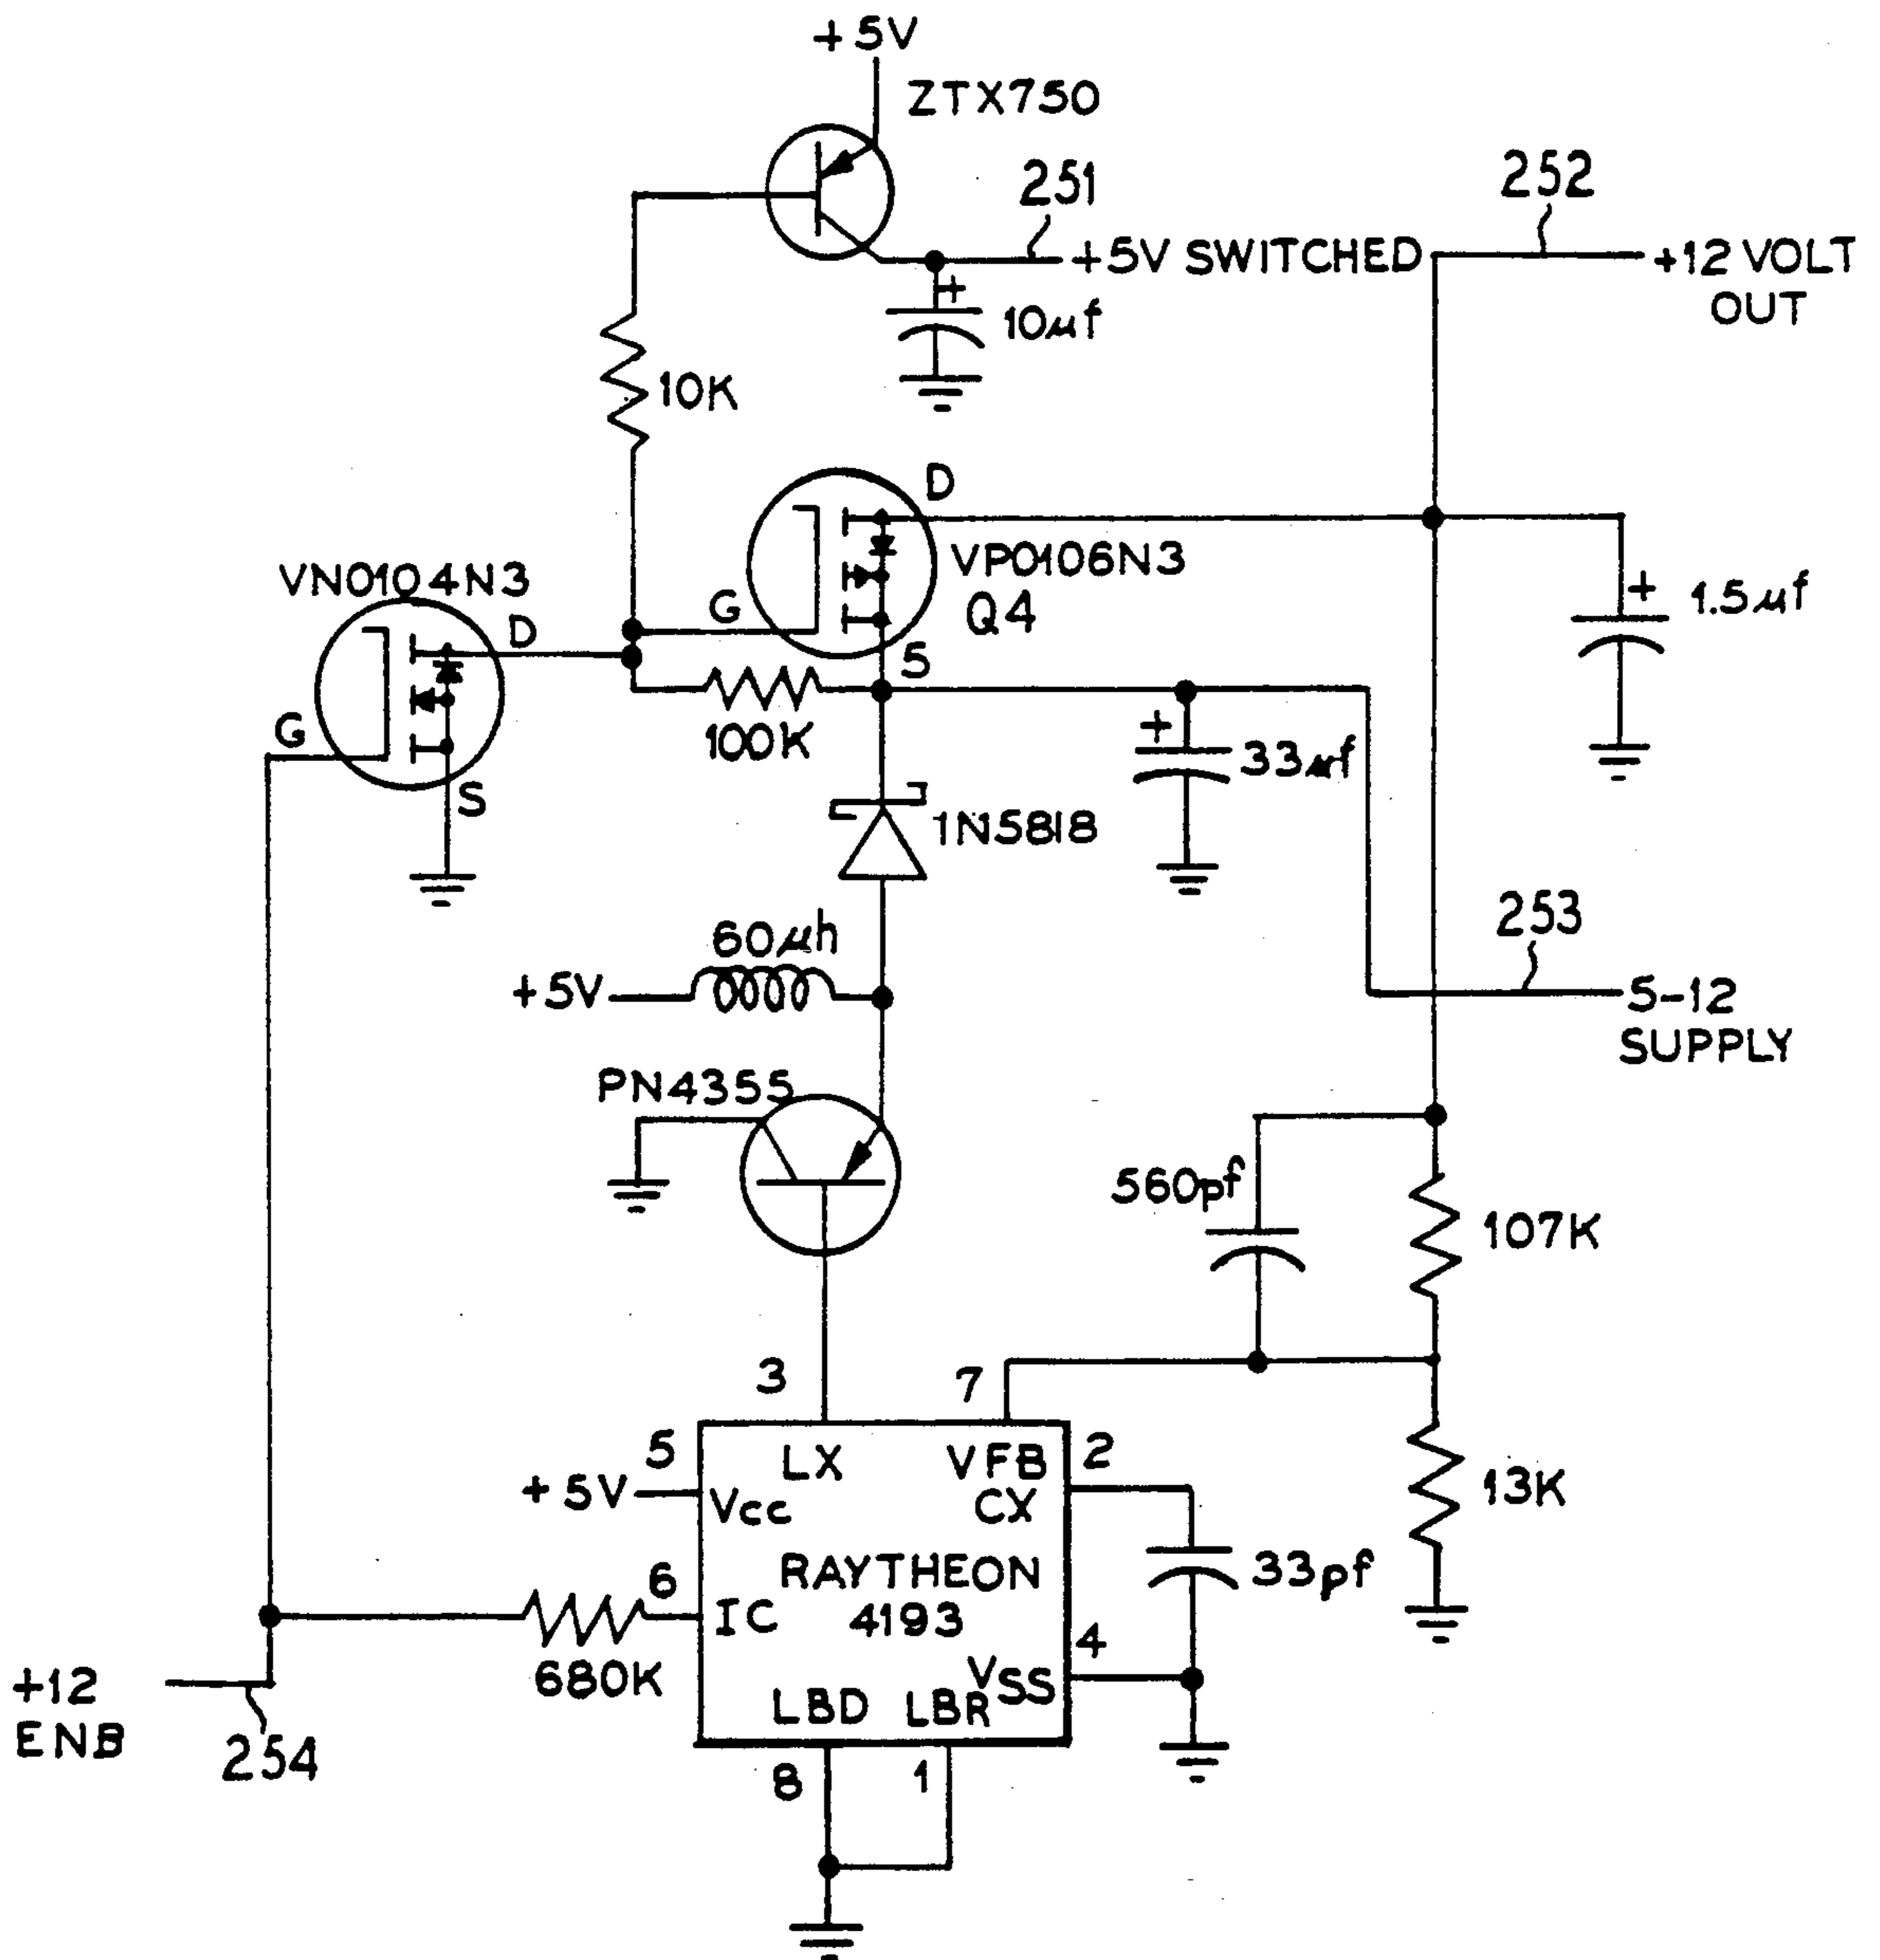 +5V
ZTX750
251
252
+5V SWITCHED
+12 VOLT
OUT
+
10µf
10K
D
VP0106N3
Q4
G
S
VN0104N3
D
G
S
+
1.5µf
100K
+
33µf
1N5818
60µh
+5V
253
5-12
SUPPLY
PN4355
560pf
107K
3
7
5
LX
VFB
2
+5V
Vcc
CX
13K
RAYTHEON
4193
33pf
6
IC
4
680K
VSS
LBD
LBR
+12
ENB
254
8
1